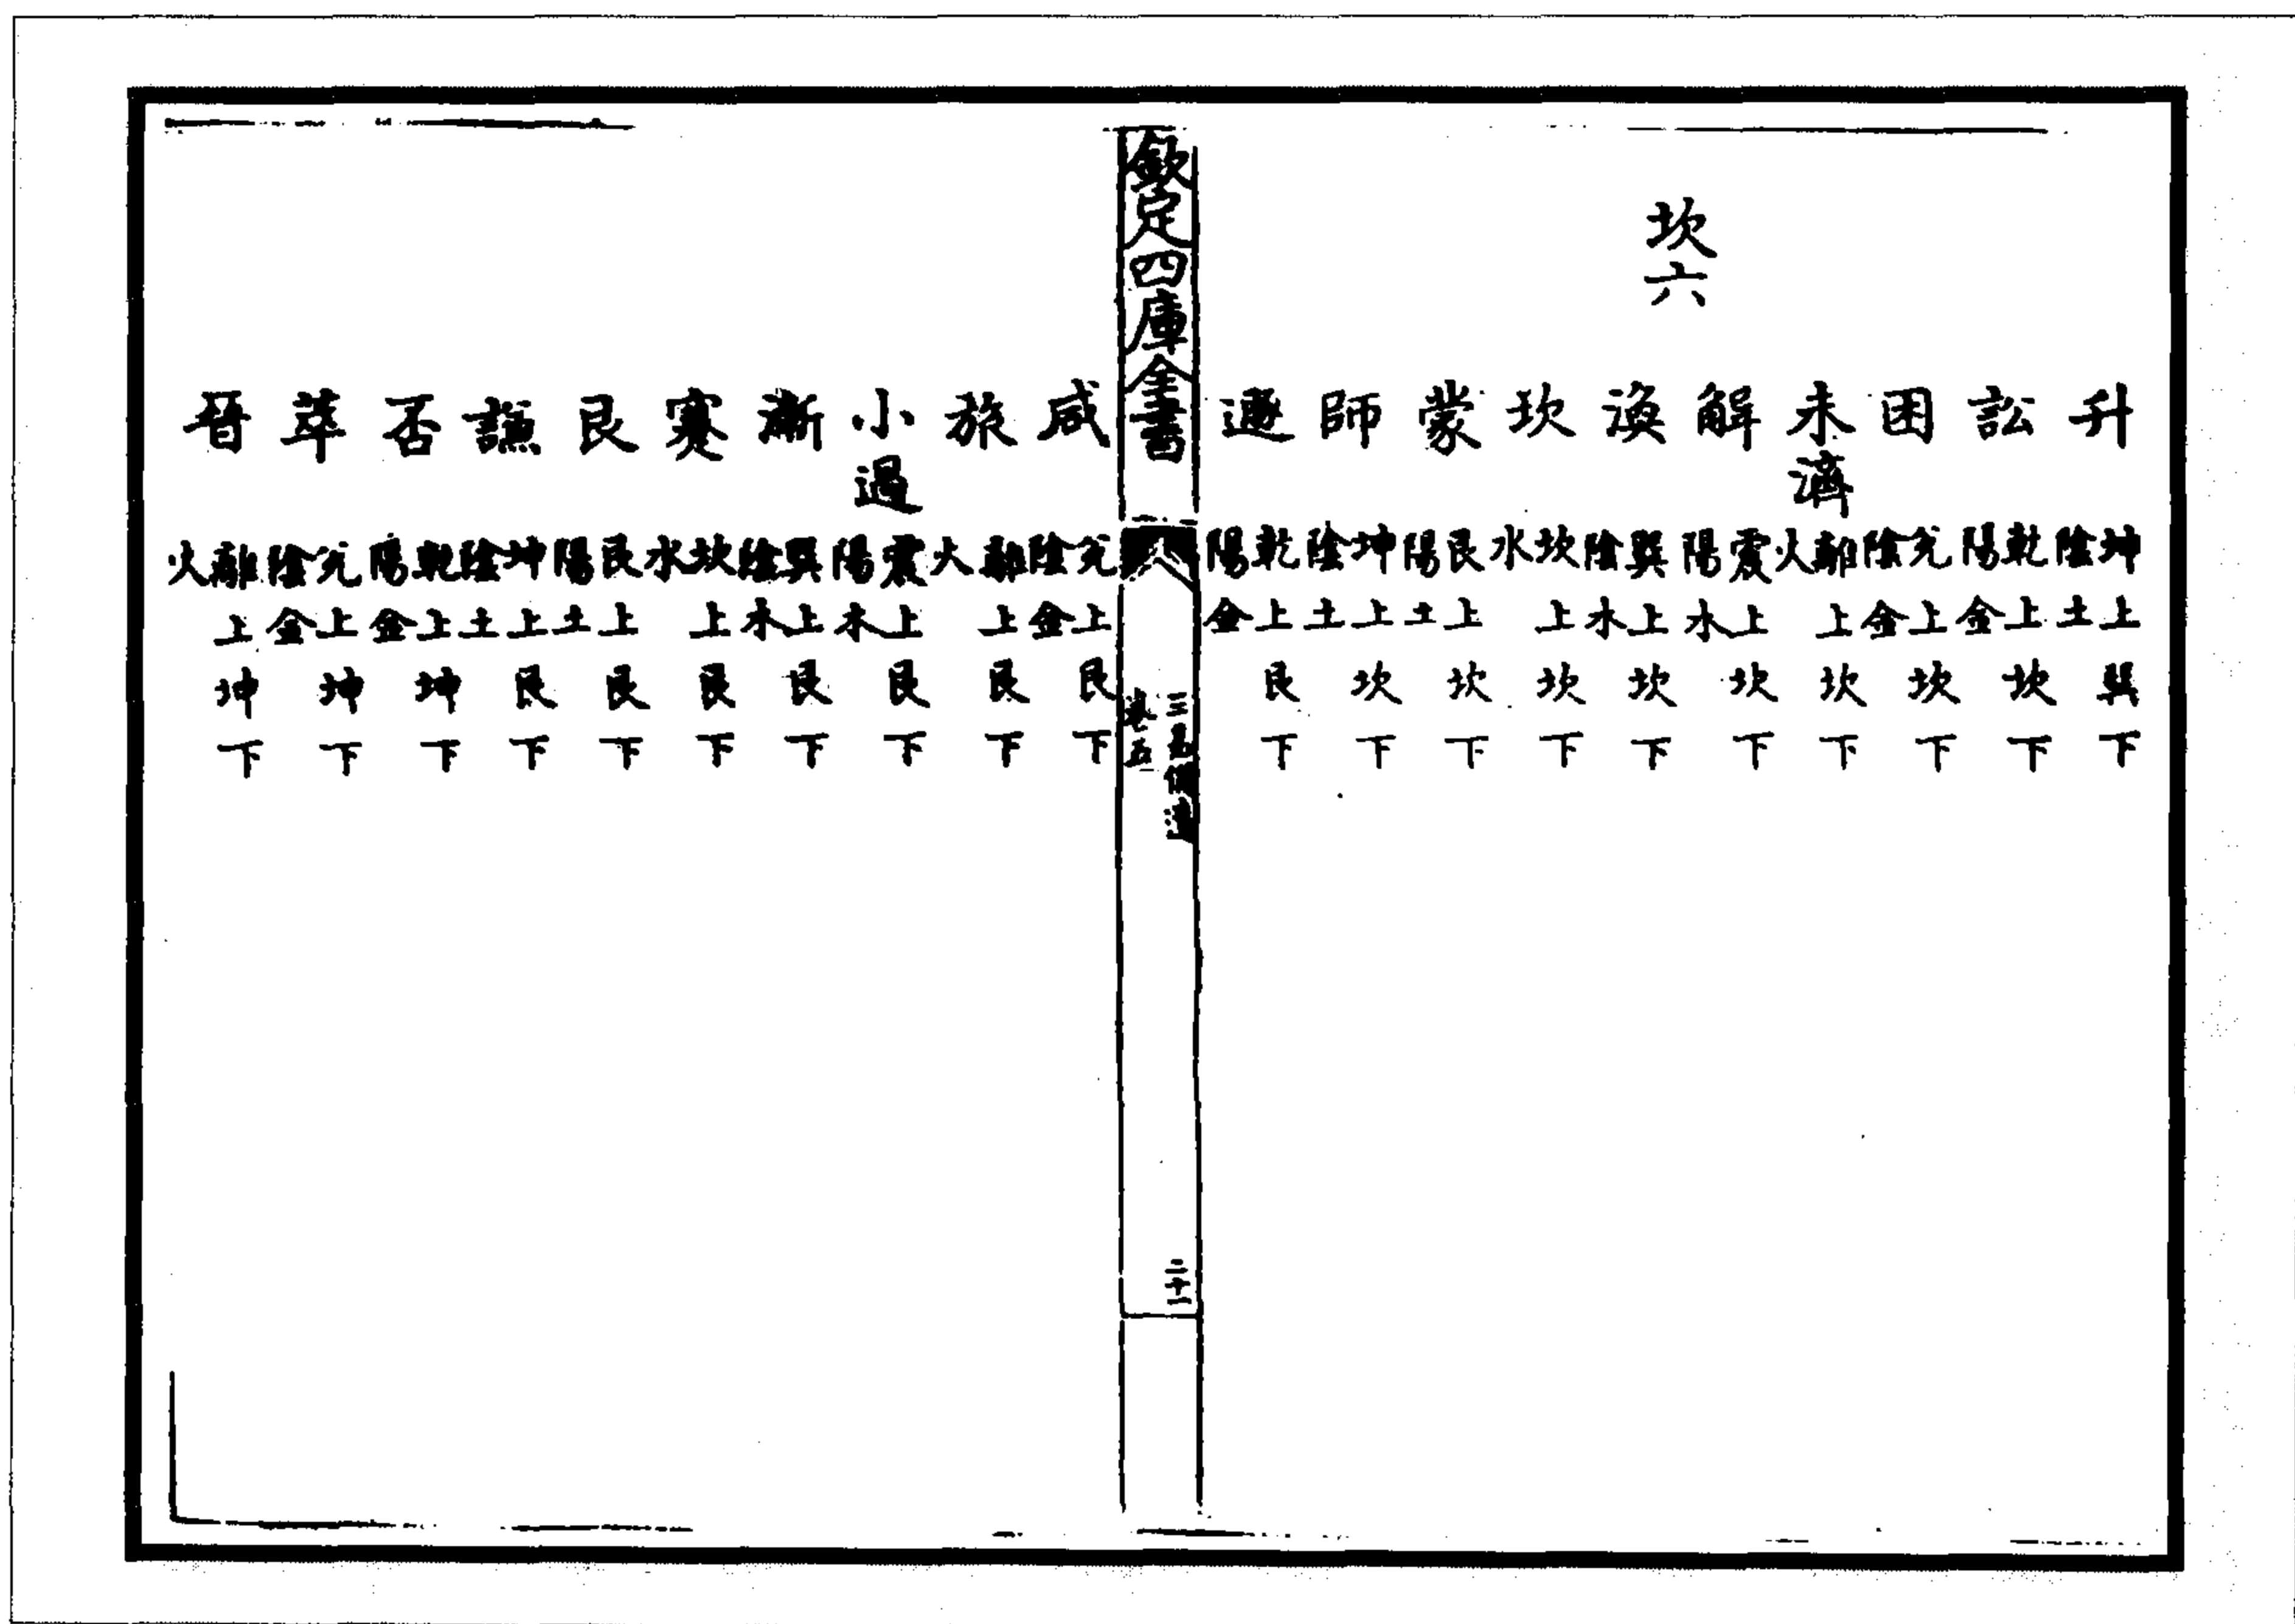 升 坤上巽下 陰土
訟 乾上坎下 陽金
困 兌上坎下 陰金
未濟 離上坎下 火
解 震上坎下 陽木
坎六
渙 巽上坎下 陰木
坎 坎上坎下 水
蒙 艮上坎下 陽土
師 坤上坎下 陰土
遯 乾上艮下 陽金
欽定四庫全書
三易備遺
卷五
二十一
咸 兌上艮下 陰金
旅 離上艮下 火
小過 震上艮下 陽木
漸 巽上艮下 陰木
蹇 坎上艮下 水
艮 艮上艮下 陽土
謙 坤上艮下 陰土
否 乾上坤下 陽金
萃 兌上坤下 陰金
晉 離上坤下 火